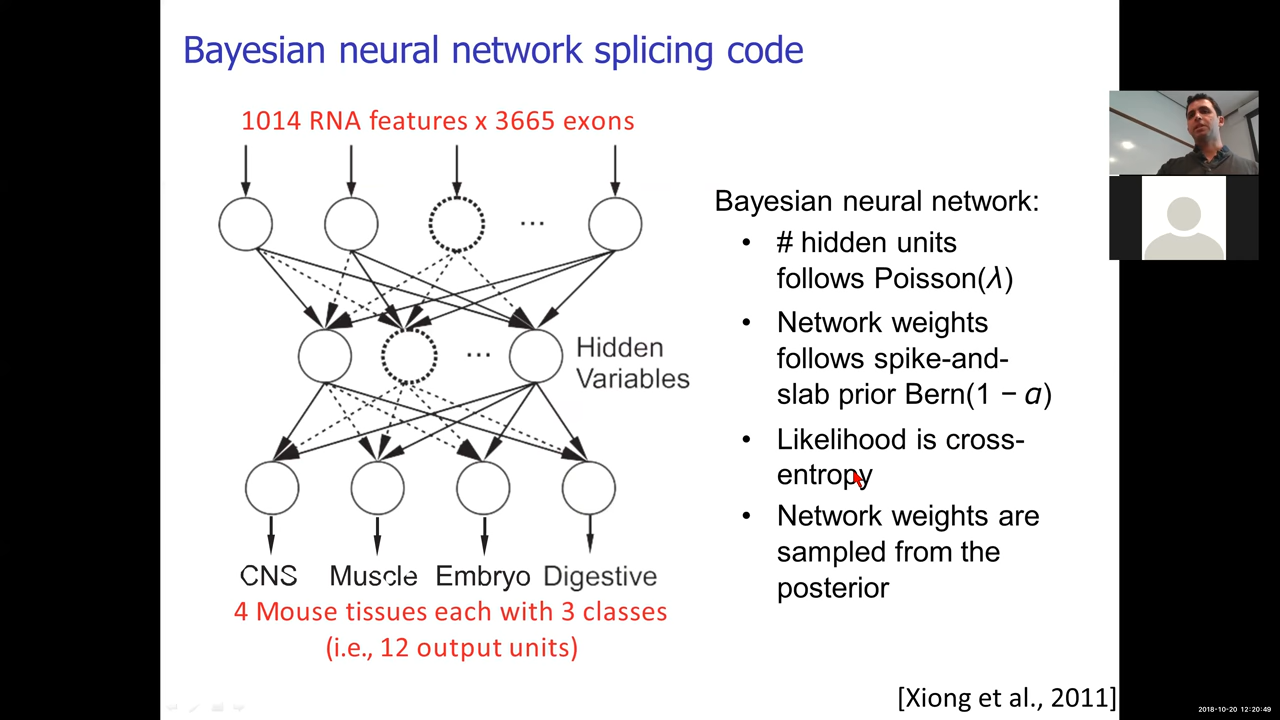 Bayesian neural network splicing code
1014 RNA features x 3665 exons
...
...
Hidden
Variables
CNS Muscle Embryo Digestive
4 Mouse tissues each with 3 classes
(i.e., 12 output units)
Bayesian neural network:
• # hidden units
follows Poisson(λ)
• Network weights
follows spike-and-
slab prior Bern(1 − α)
• Likelihood is cross-
entropy
• Network weights are
sampled from the
posterior
[Xiong et al., 2011]
2018-10-20 12:20:49